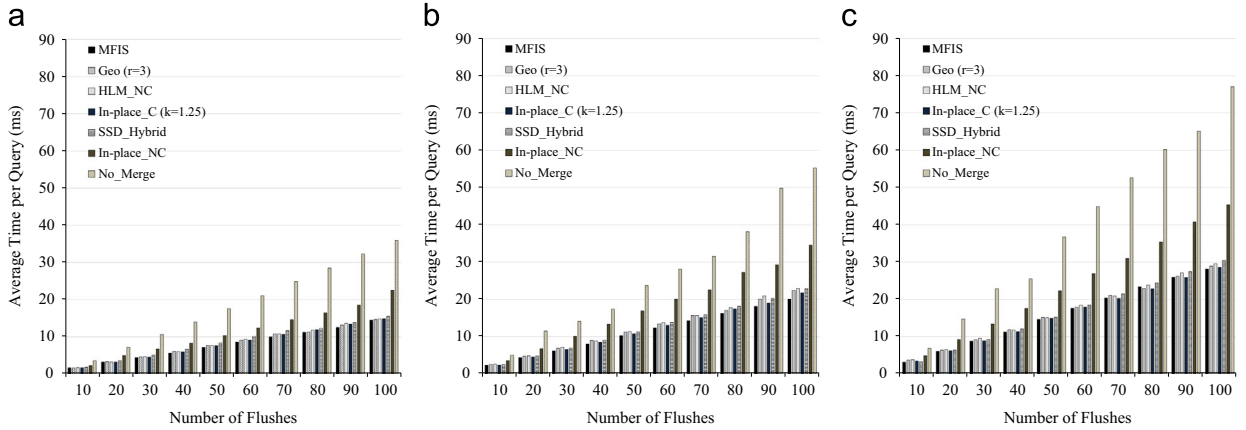 a
Average Time per Query (ms)
90
80
70
60
50
40
30
20
10
0
MFIS
Geo (r=3)
HLM_NC
In-place_C (k=1.25)
SSD_Hybrid
In-place_NC
No_Merge
10 20 30 40 50 60 70 80 90 100
Number of Flushes
b
Average Time per Query (ms)
90
80
70
60
50
40
30
20
10
0
MFIS
Geo (r=3)
HLM_NC
In-place_C (k=1.25)
SSD_Hybrid
In-place_NC
No_Merge
10 20 30 40 50 60 70 80 90 100
Number of Flushes
c
Average Time per Query (ms)
90
80
70
60
50
40
30
20
10
0
MFIS
Geo (r=3)
HLM_NC
In-place_C (k=1.25)
SSD_Hybrid
In-place_NC
No_Merge
10 20 30 40 50 60 70 80 90 100
Number of Flushes